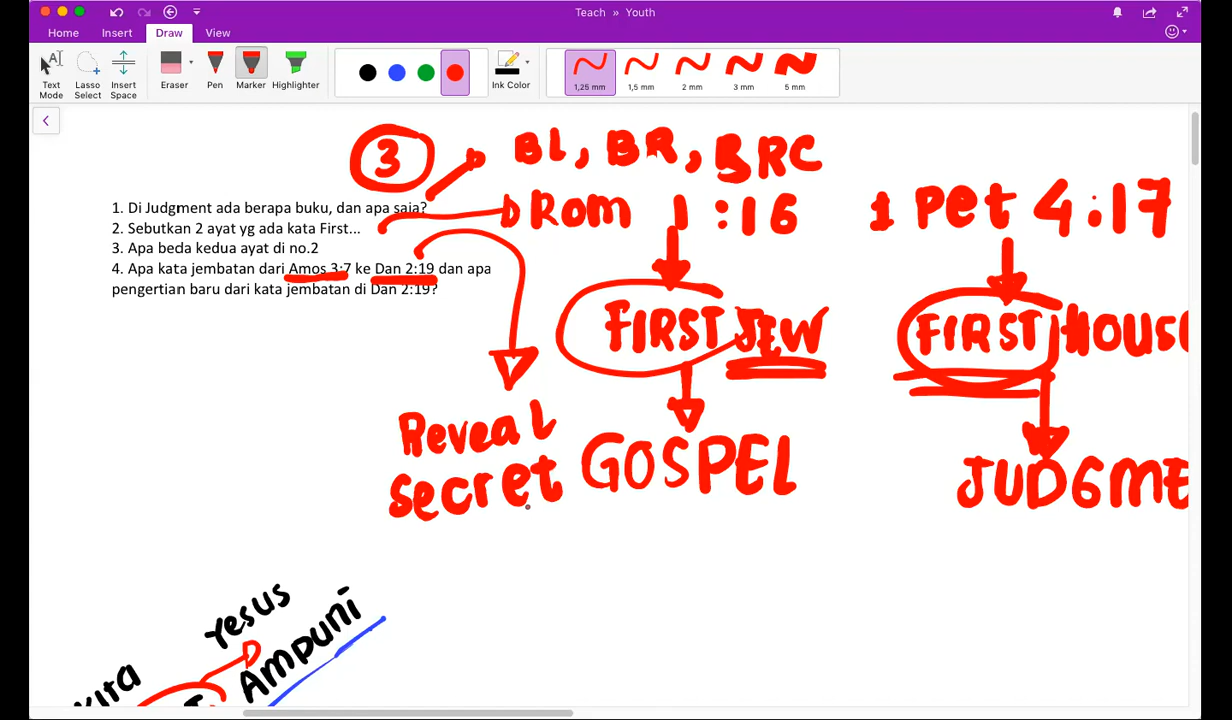 Teach » Youth
Home Insert Draw View
Text Mode
Lasso Select
Insert Space
Eraser
Pen
Marker
Highlighter
Ink Color
1,25 mm
1,5 mm
2 mm
3 mm
5 mm
3 BL, BR, BRC
1. Di Judgment ada berapa buku, dan apa saja?
2. Sebutkan 2 ayat yg ada kata First...
3. Apa beda kedua ayat di no.2
4. Apa kata jembatan dari Amos 3:7 ke Dan 2:19 dan apa
pengertian baru dari kata jembatan di Dan 2:19?
Rom 1:16
1 Pet 4:17
FIRST JEW
FIRST HOUS
Reveal
secret
GOSPEL
JUDGME
Yesus
Ampuni
kita